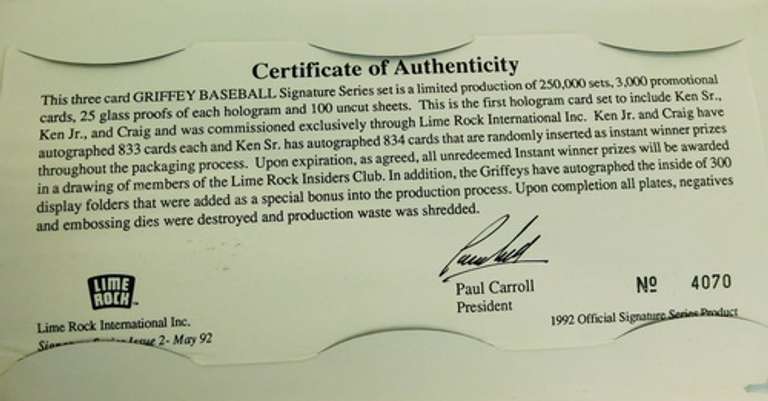 Certificate of Authenticity
This three card GRIFFEY BASEBALL Signature Series set is a limited production of 250,000 sets, 3,000 promotional
cards, 25 glass proofs of each hologram and 100 uncut sheets. This is the first hologram card set to include Ken Sr.,
Ken Jr., and Craig and was commissioned exclusively through Lime Rock International Inc. Ken Jr. and Craig have
autographed 833 cards each and Ken Sr. has autographed 834 cards that are randomly inserted as instant winner prizes
throughout the packaging process. Upon expiration, as agreed, all unredeemed Instant winner prizes will be awarded
in a drawing of members of the Lime Rock Insiders Club. In addition, the Griffeys have autographed the inside of 300
display folders that were added as a special bonus into the production process. Upon completion all plates, negatives
and embossing dies were destroyed and production waste was shredded.
Paul Carroll
President
LIME
ROCK™
Lime Rock International Inc.
Issue 2- May 92
Nº 4070
1992 Official Signature Series Product